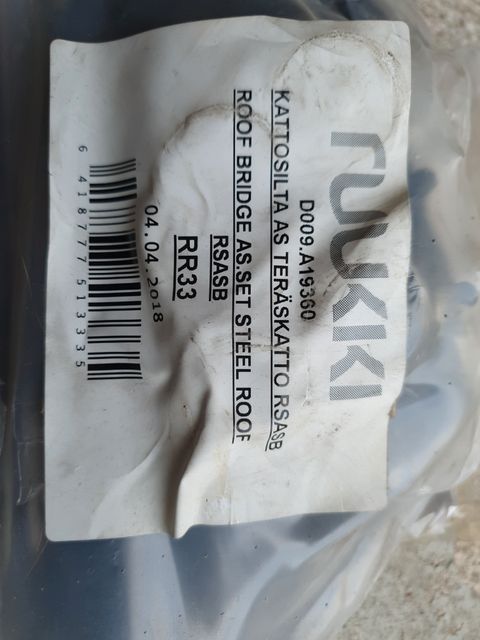 ruukki
D009.A19360
KATTOSILTA AS TERÄSKATTO RSASB
ROOF BRIDGE AS.SET STEEL ROOF
RSASB
RR33
04.04.2018
6 418777 513335